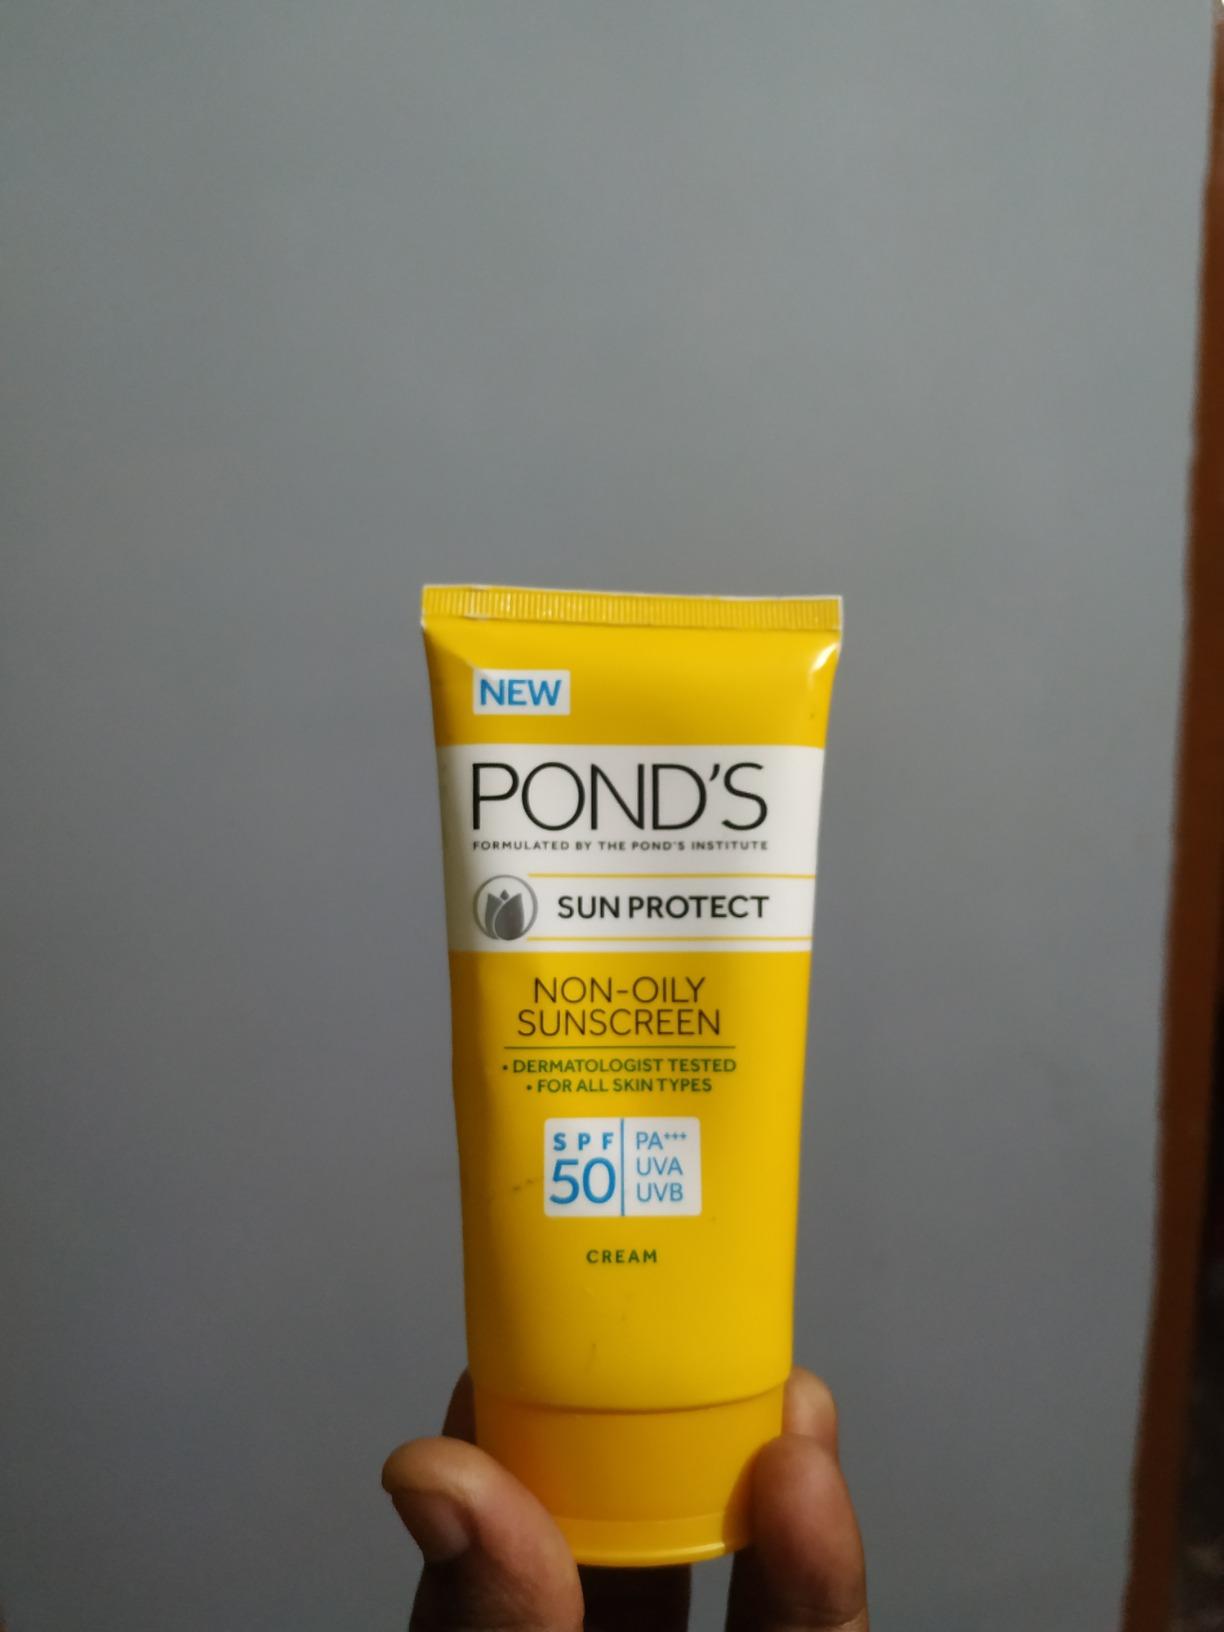 NEW
POND'S
FORMULATED BY THE POND'S INSTITUTE
SUN PROTECT
NON-OILY
SUNSCREEN
• DERMATOLOGIST TESTED
• FOR ALL SKIN TYPES
SPF
50
PA+++
UVA
UVB
CREAM